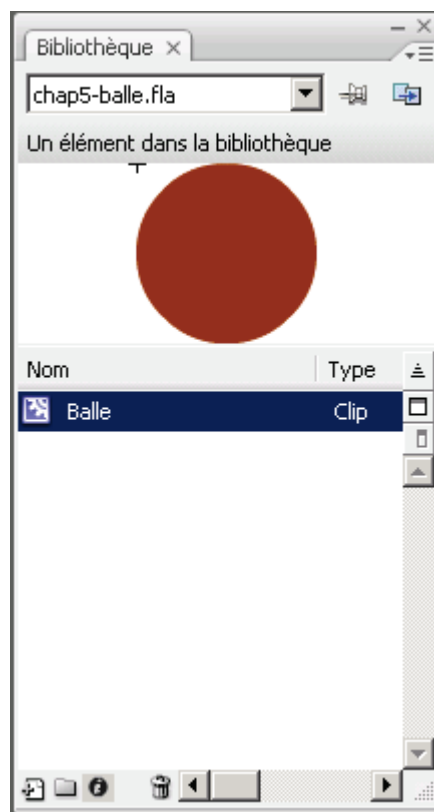 Bibliothèque
chap5-balle.fla
Un élément dans la bibliothèque
Nom Type
Balle Clip